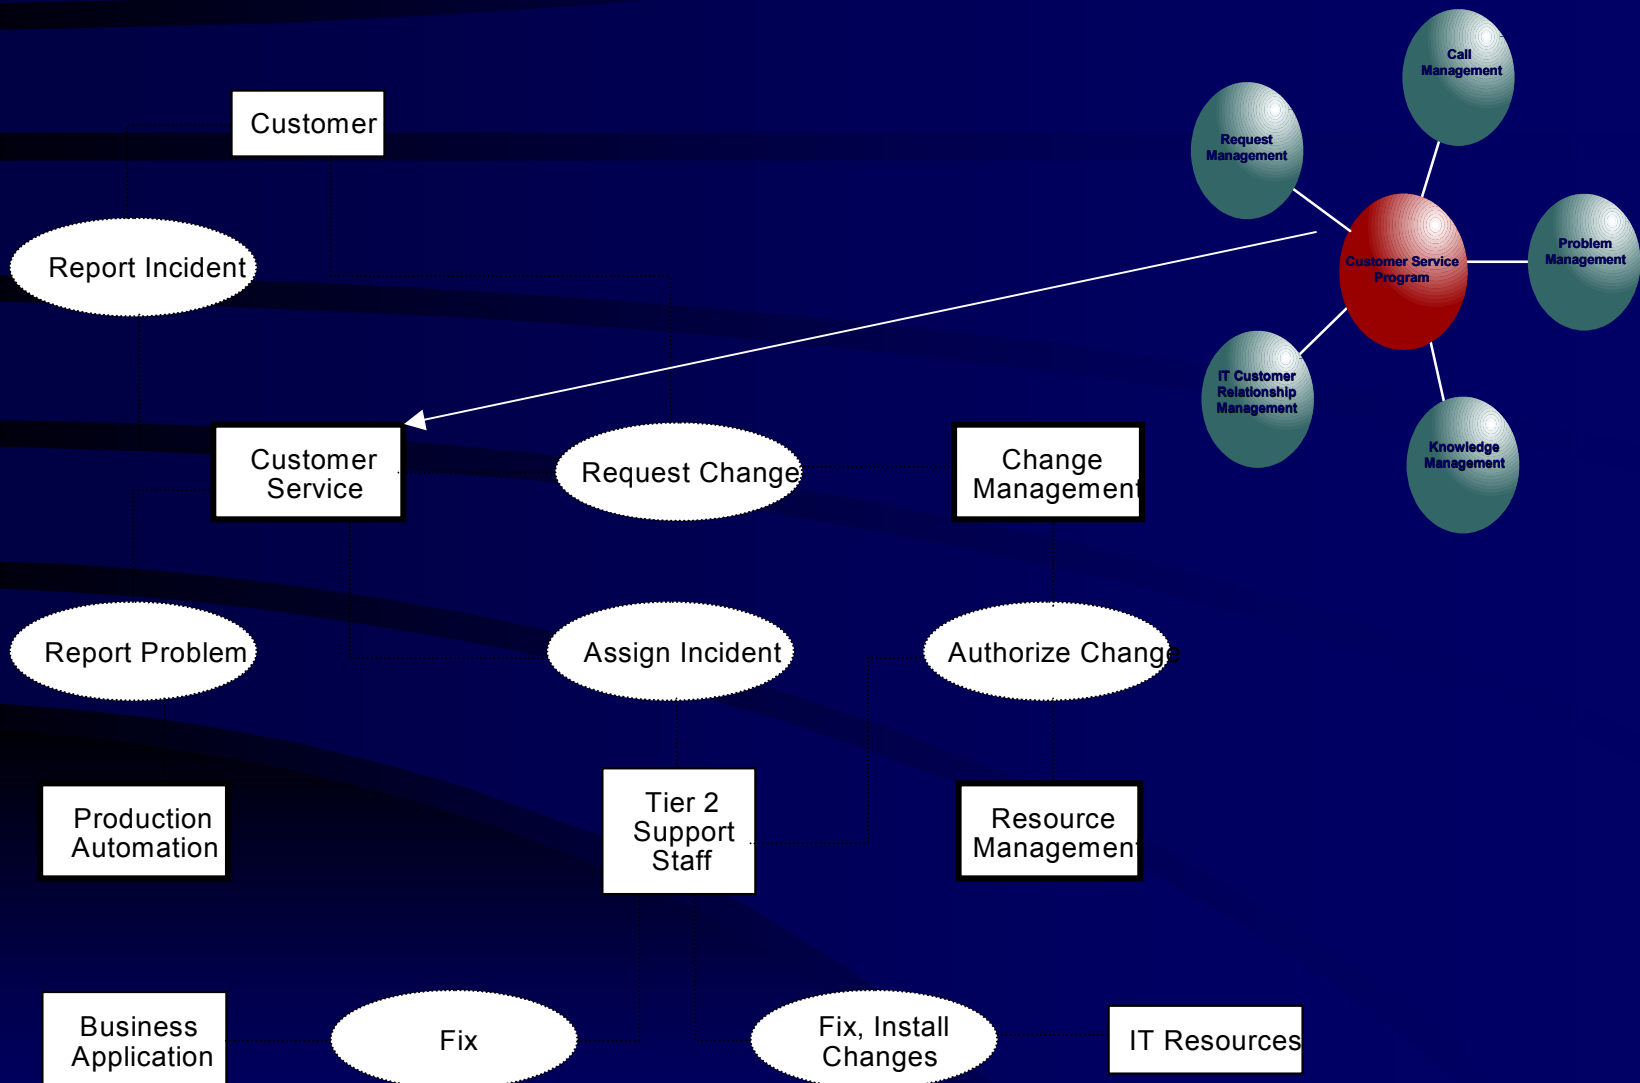 Call
Management
Customer
Request
Management
Problem
Management
Report Incident
Customer Service
Program
IT Customer
Relationship
Management
Customer
Service
Request Change
Change
Management
Knowledge
Management
Report Problem
Assign Incident
Authorize Change
Production
Automation
Tier 2
Support
Staff
Resource
Management
Business
Application
Fix
Fix, Install
Changes
IT Resources